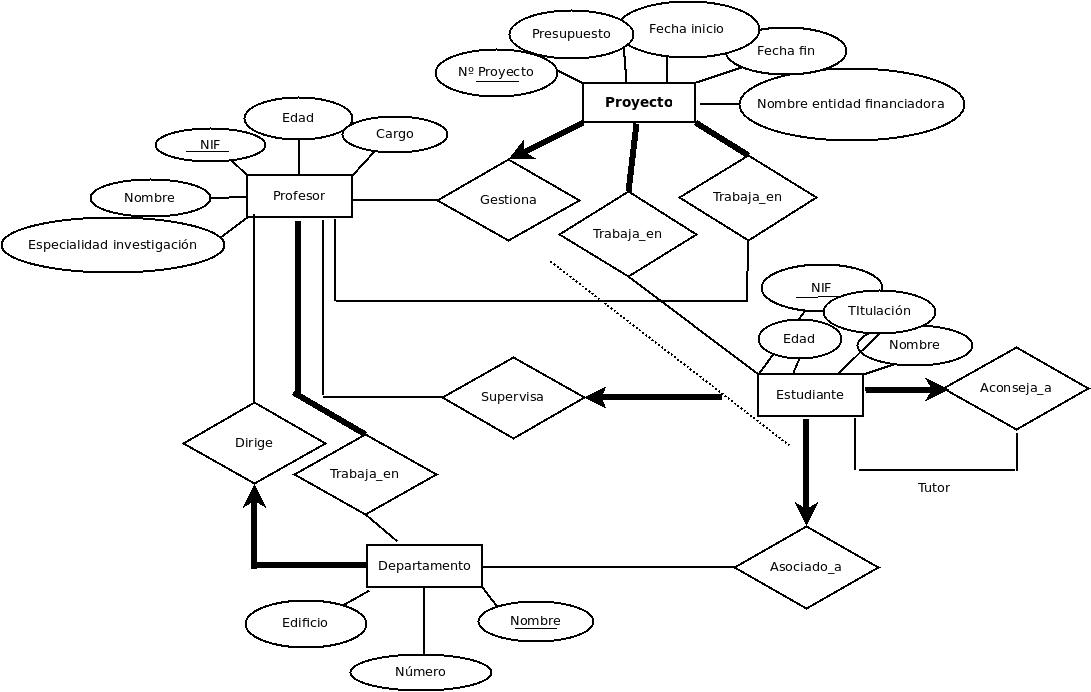 Fecha inicio
Presupuesto
Fecha fin
Nº Proyecto
Proyecto
Nombre entidad financiadora
Edad
Cargo
NIF
Nombre
Profesor
Especialidad investigación
Gestiona
Trabaja_en
Trabaja_en
NIF
TItulación
Edad
Nombre
Estudiante
Aconseja_a
Supervisa
Dirige
Trabaja_en
Tutor
Departamento
Asociado_a
Edificio
Nombre
Número